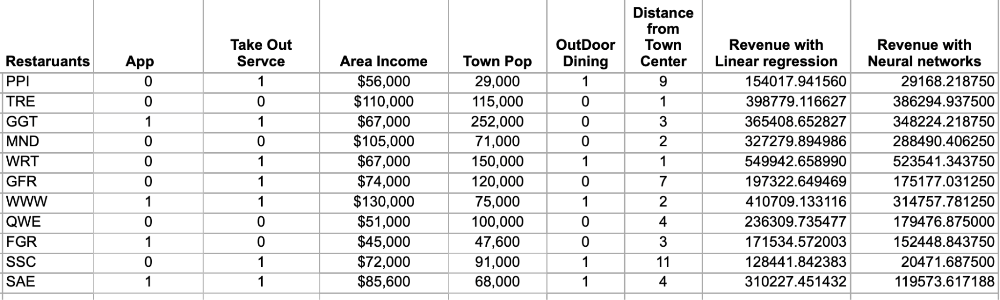 Restaruants App Take Out Servce Area Income Town Pop OutDoor Dining Distance from Town Center Revenue with Linear regression Revenue with Neural networks
PPI 0 1 $56,000 29,000 1 9 154017.941560 29168.218750
TRE 0 0 $110,000 115,000 0 1 398779.116627 386294.937500
GGT 1 1 $67,000 252,000 0 3 365408.652827 348224.218750
MND 0 0 $105,000 71,000 0 2 327279.894986 288490.406250
WRT 0 1 $67,000 150,000 1 1 549942.658990 523541.343750
GFR 0 1 $74,000 120,000 0 7 197322.649469 175177.031250
WWW 1 1 $130,000 75,000 1 2 410709.133116 314757.781250
QWE 0 0 $51,000 100,000 0 4 236309.735477 179476.875000
FGR 1 0 $45,000 47,600 0 3 171534.572003 152448.843750
SSC 0 1 $72,000 91,000 1 11 128441.842383 20471.687500
SAE 1 1 $85,600 68,000 1 4 310227.451432 119573.617188